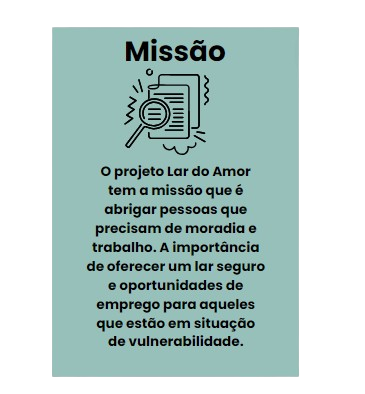 Missão
O projeto Lar do Amor
tem a missão que é
abrigar pessoas que
precisam de moradia e
trabalho. A importância
de oferecer um lar seguro
e oportunidades de
emprego para aqueles
que estão em situação
de vulnerabilidade.